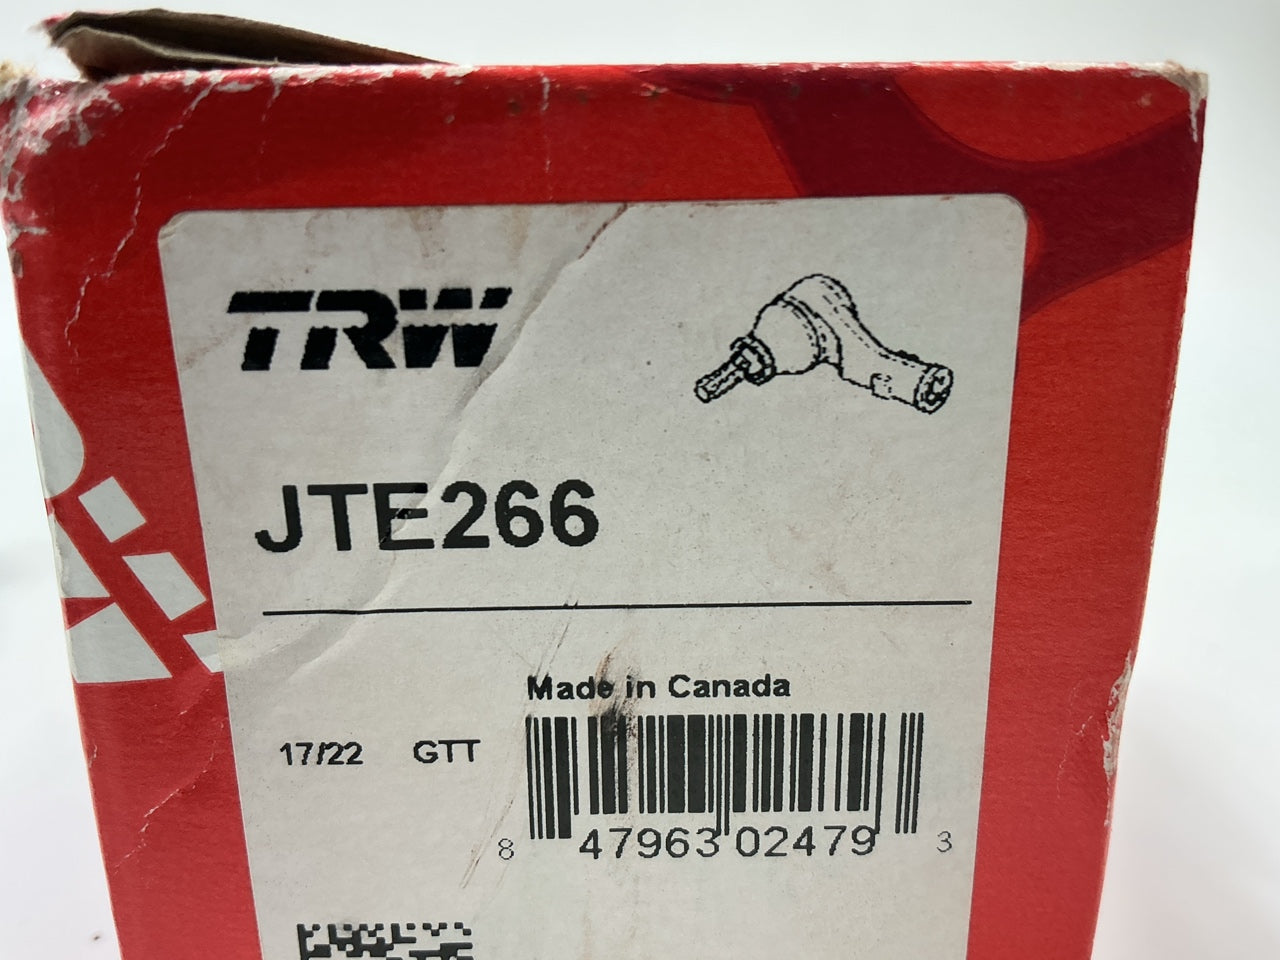 TRW
JTE266
Made in Canada
17/22 GTT
8 47963 02479 3